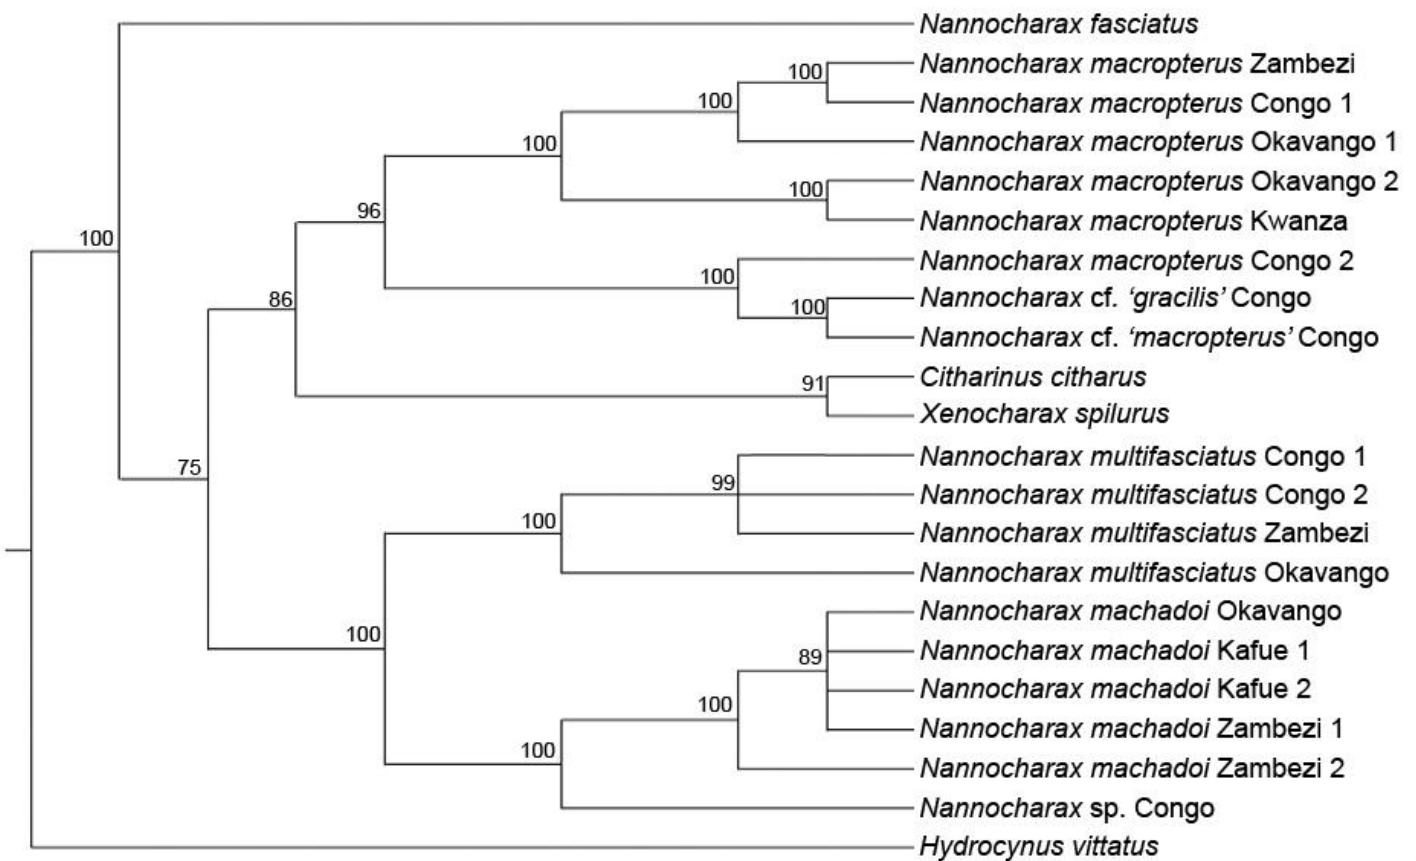 Nannocharax fasciatus
100
Nannocharax macropterus Zambezi
100
Nannocharax macropterus Congo 1
Nannocharax macropterus Okavango 1
100
Nannocharax macropterus Okavango 2
100
Nannocharax macropterus Kwanza
96
100
Nannocharax macropterus Congo 2
100
Nannocharax cf. ‘gracilis’ Congo
86
100
Nannocharax cf. ‘macropterus’ Congo
Citharinus citharus
91
Xenocharax spilurus
Nannocharax multifasciatus Congo 1
75
99
Nannocharax multifasciatus Congo 2
100
Nannocharax multifasciatus Zambezi
Nannocharax multifasciatus Okavango
Nannocharax machadoi Okavango
100
89
Nannocharax machadoi Kafue 1
Nannocharax machadoi Kafue 2
100
Nannocharax machadoi Zambezi 1
100
Nannocharax machadoi Zambezi 2
Nannocharax sp. Congo
Hydrocynus vittatus